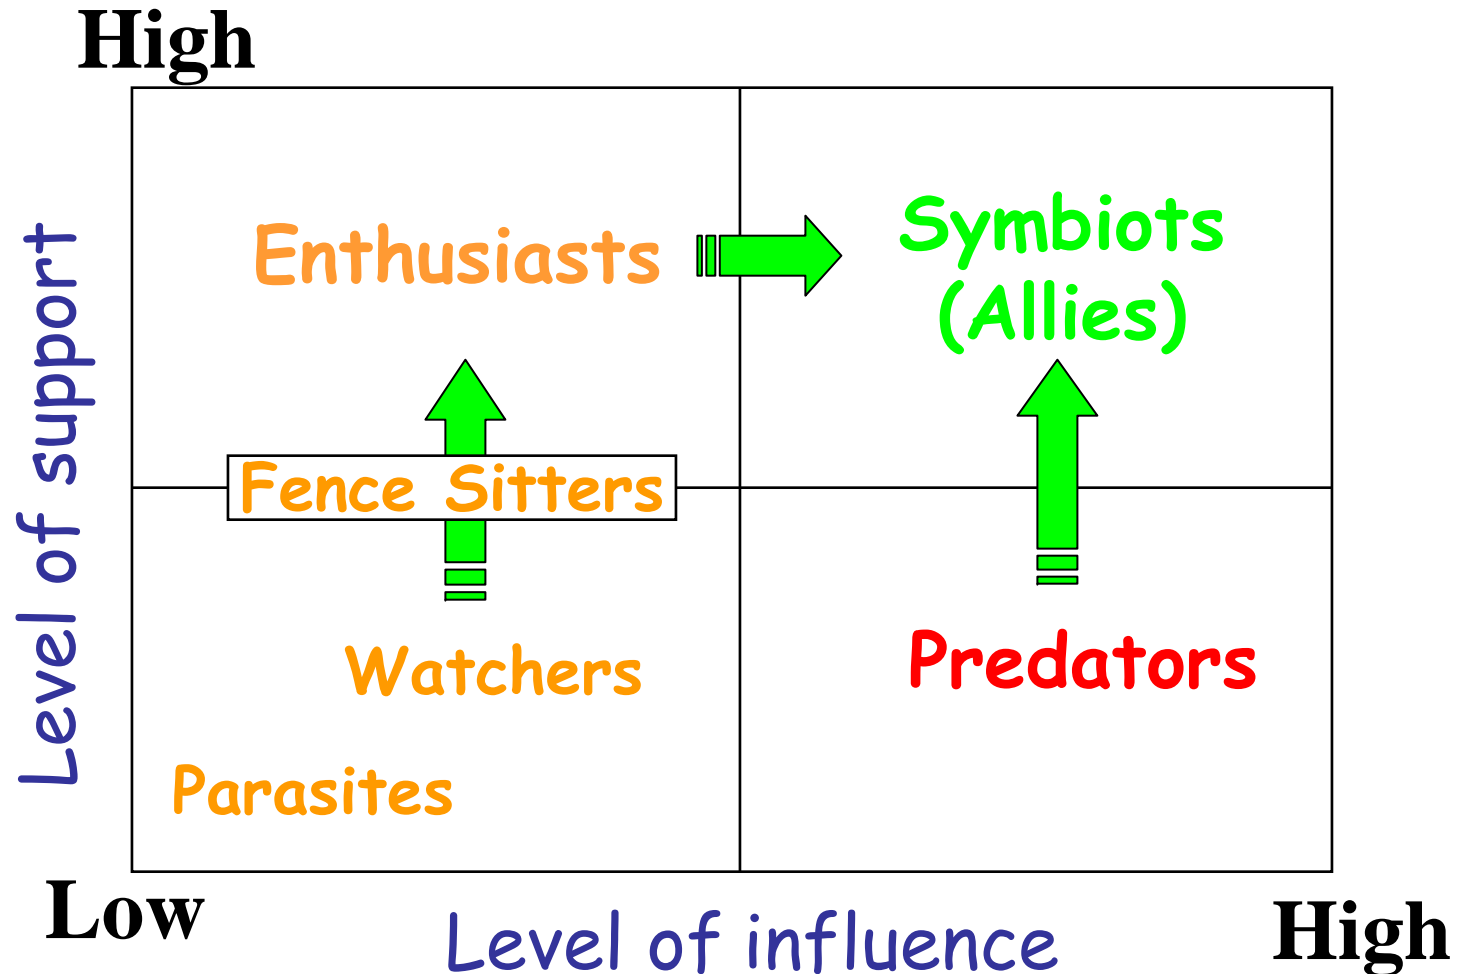 High
Level of support
Enthusiasts
Symbiots
(Allies)
Fence Sitters
Watchers
Predators
Parasites
Low
Level of influence
High